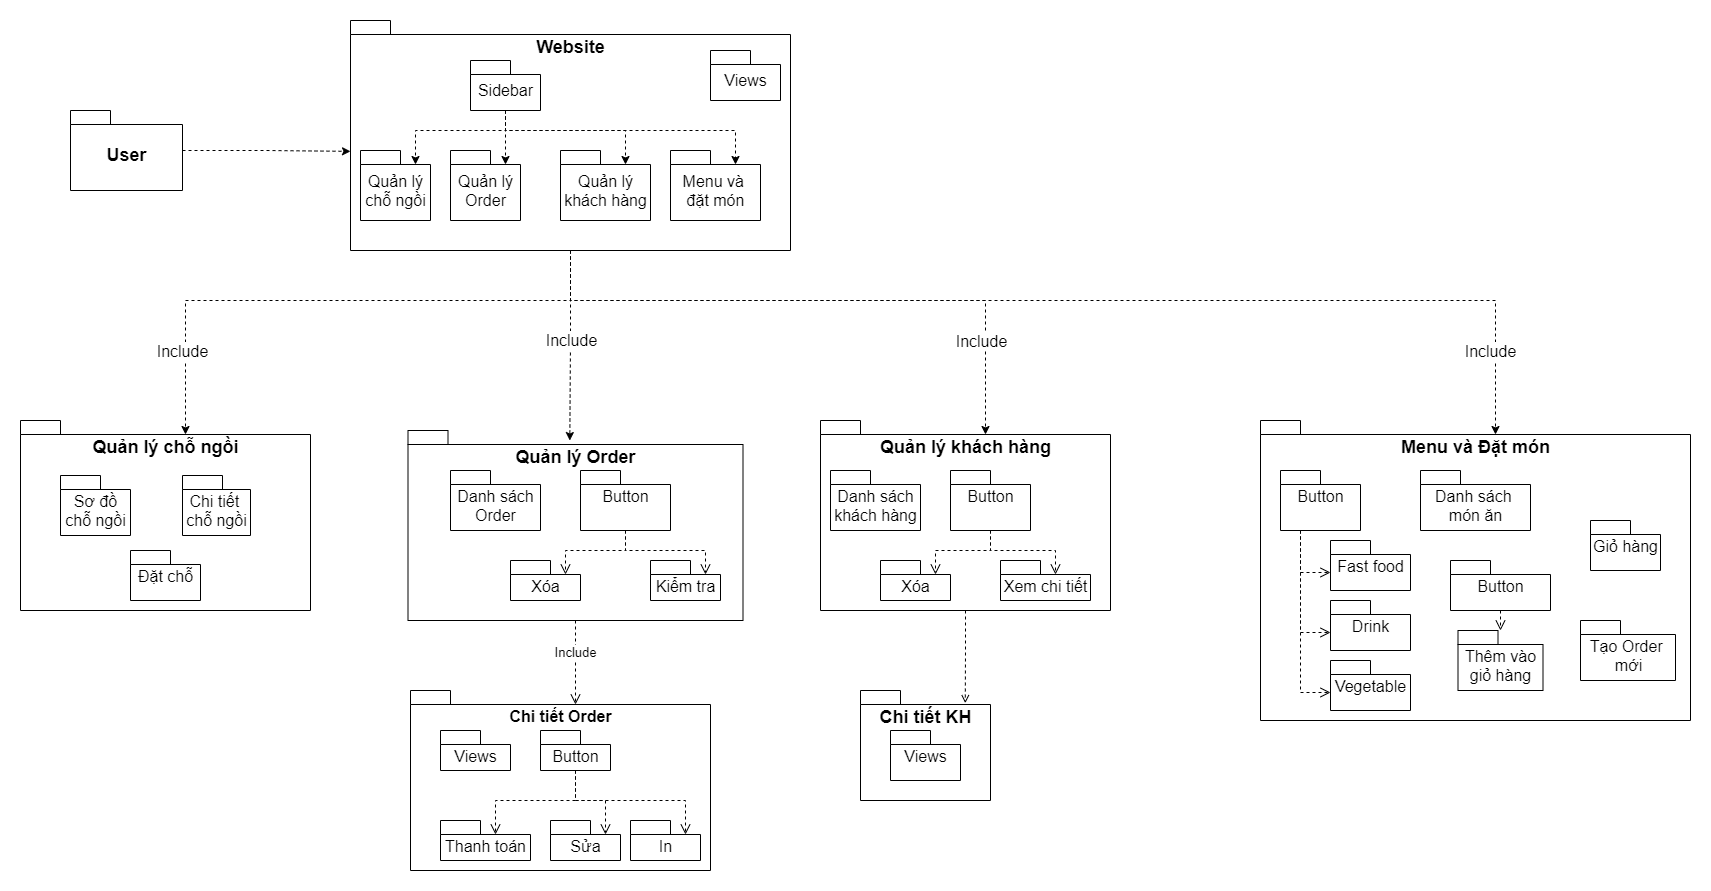 Website
Sidebar
Views
User
Quản lý
chỗ ngồi
Quản lý
Order
Quản lý
khách hàng
Menu và
đặt món
Include
Include
Include
Include
Quản lý chỗ ngồi
Sơ đồ
chỗ ngồi
Chi tiết
chỗ ngồi
Đặt chỗ
Quản lý Order
Danh sách
Order
Button
Xóa
Kiểm tra
Include
Chi tiết Order
Views
Button
Thanh toán
Sửa
In
Quản lý khách hàng
Danh sách
khách hàng
Button
Xóa
Xem chi tiết
Chi tiết KH
Views
Menu và Đặt món
Button
Fast food
Drink
Vegetable
Danh sách
món ăn
Button
Thêm vào
giỏ hàng
Giỏ hàng
Tạo Order
mới